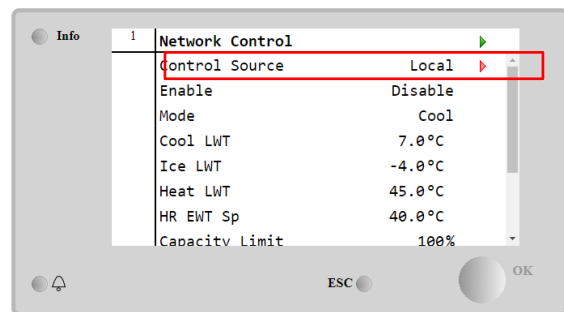 Info
1 Network Control
Control Source Local
Enable Disable
Mode Cool
Cool LWT 7.0°C
Ice LWT -4.0°C
Heat LWT 45.0°C
HR EWT Sp 40.0°C
Capacity Limit 100%
ESC
OK